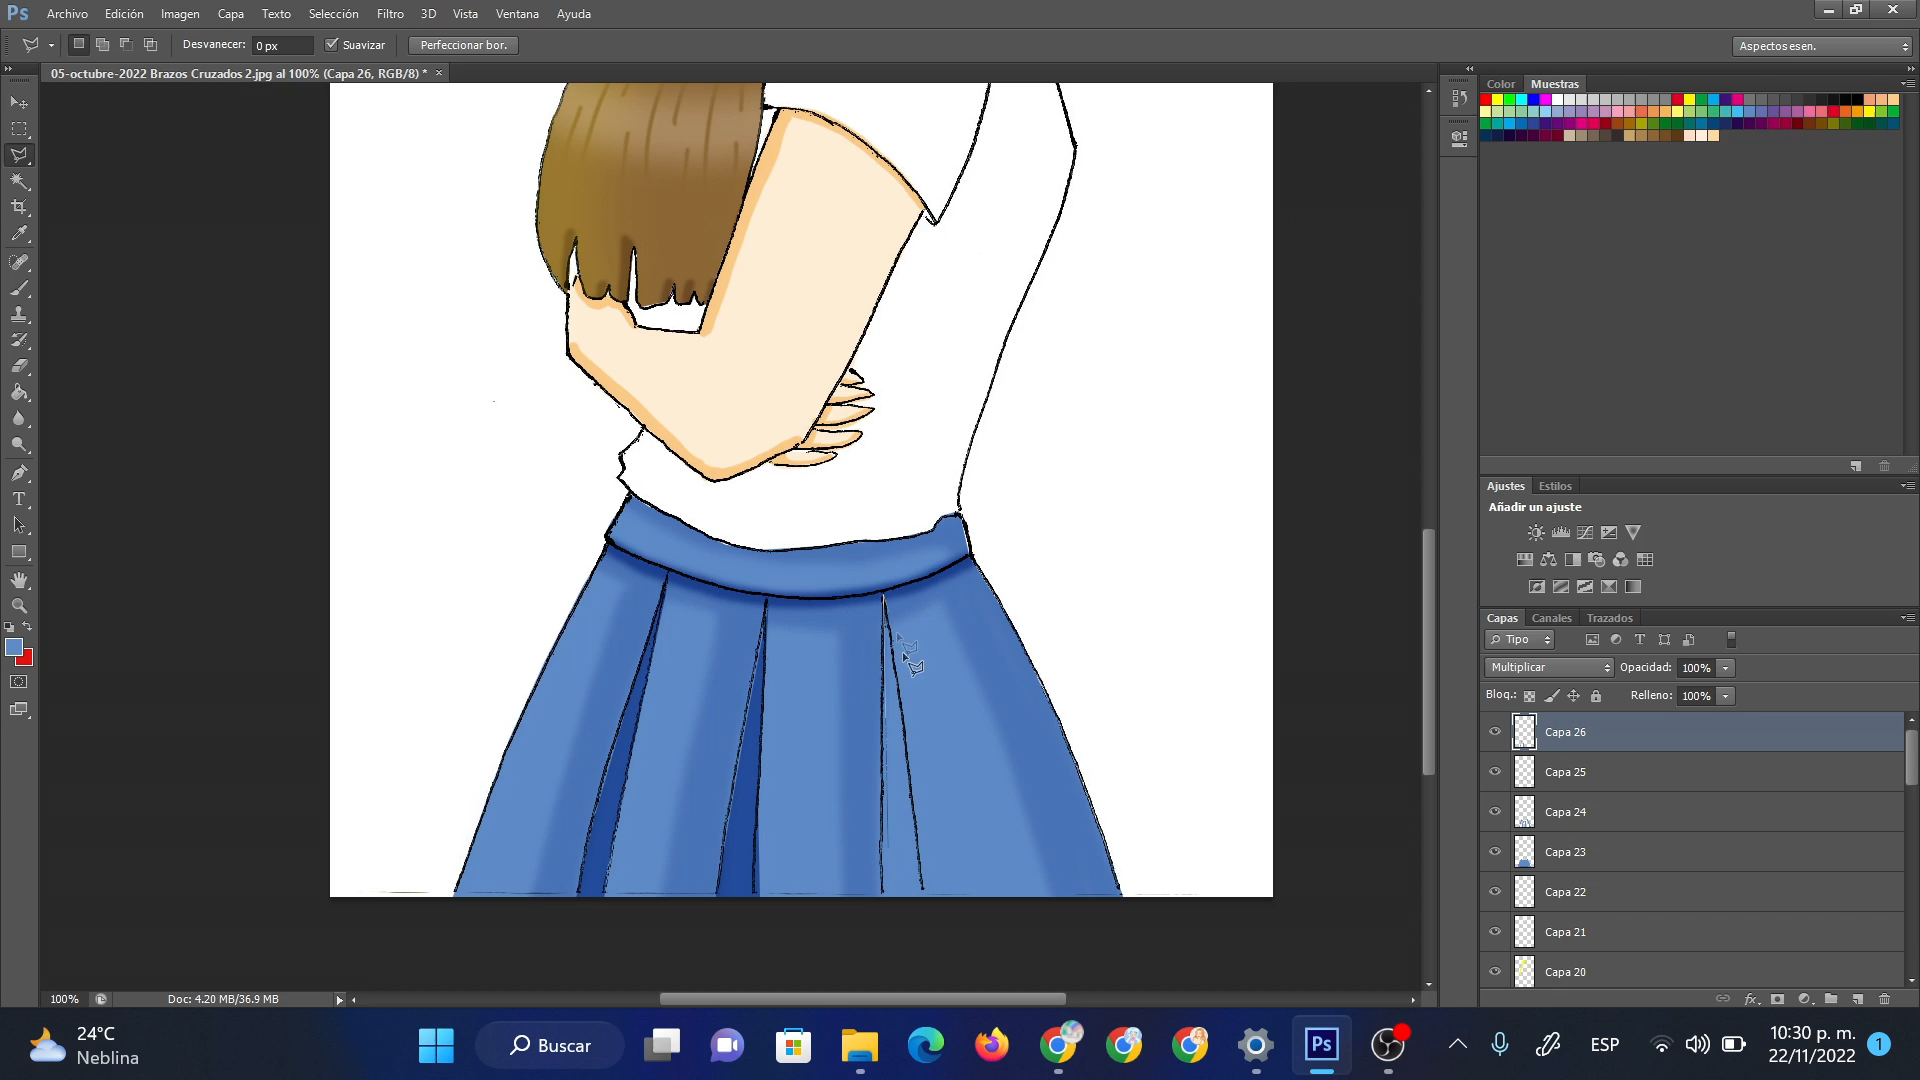 Ps Archivo Edición Imagen Capa Texto Selección Filtro 3D Vista Ventana Ayuda
Desvanecer: 0 px Suavizar Perfeccionar bor. Aspectos esen.
05-octubre-2022 Brazos Cruzados 2.jpg al 100% (Capa 26, RGB/8) * ×
Color Muestras
Ajustes Estilos
Añadir un ajuste
Capas Canales Trazados
Tipo
Multiplicar Opacidad: 100%
Bloq.: Relleno: 100%
Capa 26
Capa 25
Capa 24
Capa 23
Capa 22
Capa 21
Capa 20
100% Doc: 4.20 MB/36.9 MB
24°C
Neblina
Buscar
Ps
ESP
10:30 p. m.
22/11/2022
1